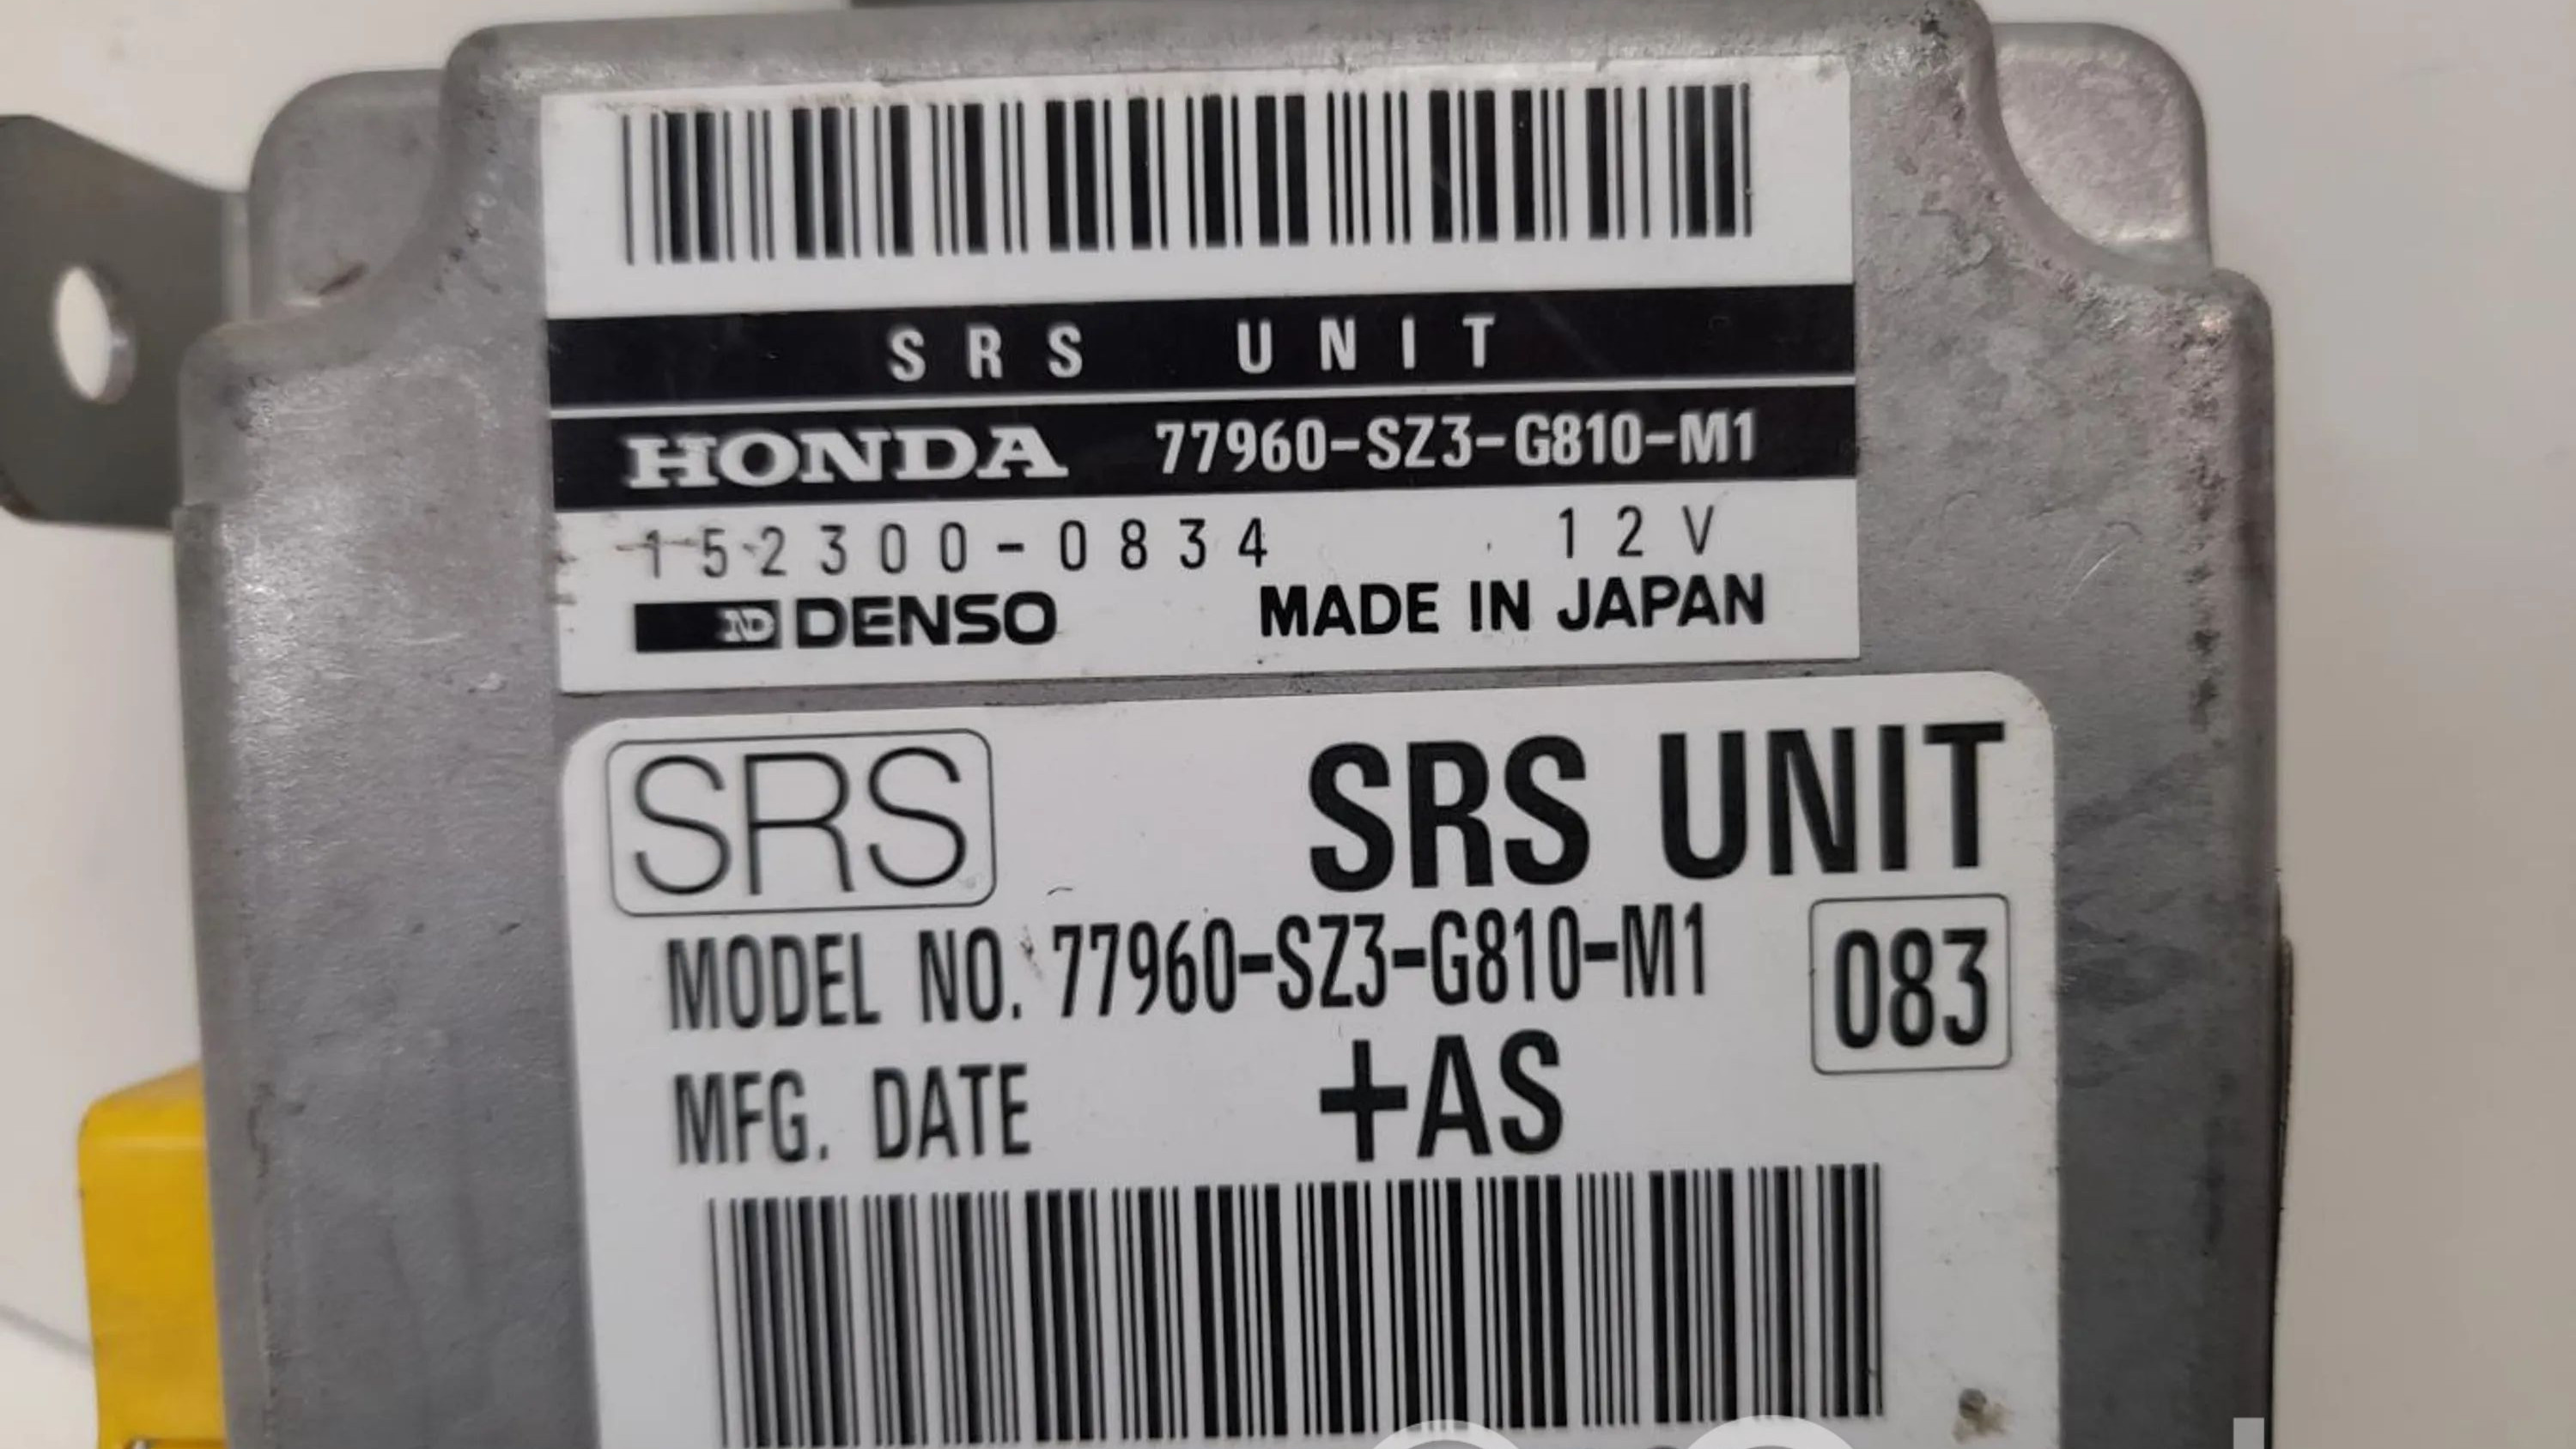 SRS UNIT
HONDA 77960-SZ3-G810-M1
152300-0834 12V
ND DENSO MADE IN JAPAN
SRS SRS UNIT
MODEL NO. 77960-SZ3-G810-M1 083
MFG. DATE +AS